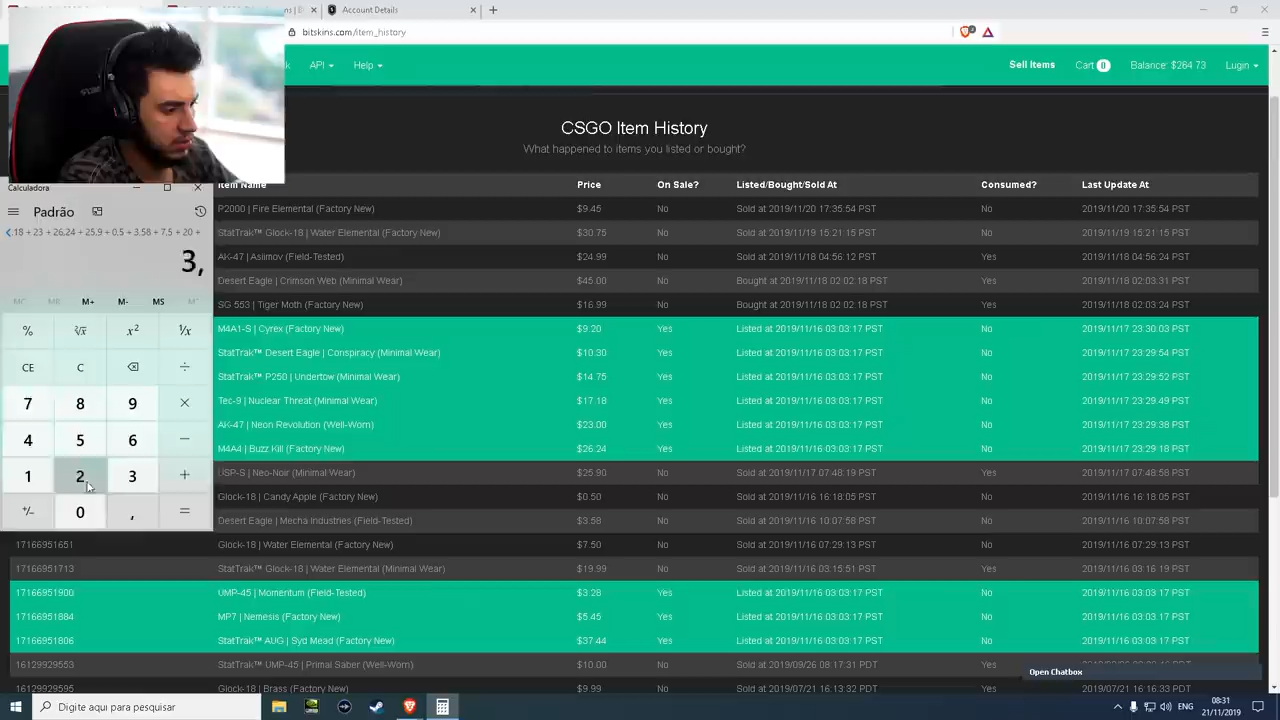 Account Details
bitskins.com/item_history
API Help Sell Items Cart 0 Balance: $264.73 Lugin
CSGO Item History
What happened to items you listed or bought?
Item Name Price On Sale? Listed/Bought/Sold At Consumed? Last Update At
P2000 | Fire Elemental (Factory New) $9.45 No Sold at 2019/11/20 17:35:54 PST No 2019/11/20 17:35:54 PST
StatTrak™ Glock-18 | Water Elemental (Factory New) $30.75 No Sold at 2019/11/19 15:21:15 PST No 2019/11/19 15:21:15 PST
AK-47 | Asiimov (Field-Tested) $24.99 No Sold at 2019/11/18 04:56:12 PST Yes 2019/11/18 04:56:24 PST
Desert Eagle | Crimson Web (Minimal Wear) $45.00 No Bought at 2019/11/18 02:02:18 PST Yes 2019/11/18 02:03:31 PST
SG 553 | Tiger Moth (Factory New) $16.99 No Bought at 2019/11/18 02:02:18 PST Yes 2019/11/18 02:03:24 PST
M4A1-S | Cyrex (Factory New) $9.20 Yes Listed at 2019/11/16 03:03:17 PST No 2019/11/17 23:30:03 PST
StatTrak™ Desert Eagle | Conspiracy (Minimal Wear) $10.30 Yes Listed at 2019/11/16 03:03:17 PST No 2019/11/17 23:29:54 PST
StatTrak™ P250 | Undertow (Minimal Wear) $14.75 Yes Listed at 2019/11/16 03:03:17 PST No 2019/11/17 23:29:52 PST
Tec-9 | Nuclear Threat (Minimal Wear) $17.18 Yes Listed at 2019/11/16 03:03:17 PST No 2019/11/17 23:29:49 PST
AK-47 | Neon Revolution (Well-Worn) $23.00 Yes Listed at 2019/11/16 03:03:17 PST No 2019/11/17 23:29:38 PST
M4A4 | Buzz Kill (Factory New) $26.24 Yes Listed at 2019/11/16 03:03:17 PST No 2019/11/17 23:29:18 PST
USP-S | Neo-Noir (Minimal Wear) $25.90 No Sold at 2019/11/17 07:48:19 PST Yes 2019/11/17 07:48:58 PST
Glock-18 | Candy Apple (Factory New) $0.50 No Sold at 2019/11/16 16:18:05 PST No 2019/11/16 16:18:05 PST
Desert Eagle | Mecha Industries (Field-Tested) $3.58 No Sold at 2019/11/16 10:07:58 PST No 2019/11/16 10:07:58 PST
17166951651 Glock-18 | Water Elemental (Factory New) $7.50 No Sold at 2019/11/16 07:29:13 PST No 2019/11/16 07:29:13 PST
17166951713 StatTrak™ Glock-18 | Water Elemental (Minimal Wear) $19.99 No Sold at 2019/11/16 03:15:51 PST Yes 2019/11/16 03:16:19 PST
17166951900 UMP-45 | Momentum (Field-Tested) $3.28 Yes Listed at 2019/11/16 03:03:17 PST No 2019/11/16 03:03:17 PST
17166951884 MP7 | Nemesis (Factory New) $5.45 Yes Listed at 2019/11/16 03:03:17 PST No 2019/11/16 03:03:17 PST
17166951806 StatTrak™ AUG | Syd Mead (Factory New) $37.44 Yes Listed at 2019/11/16 03:03:17 PST No 2019/11/16 03:03:17 PST
16129929553 StatTrak™ UMP-45 | Primal Saber (Well-Worn) $10.00 No Sold at 2019/09/26 08:17:31 PDT Yes
16129929595 Glock-18 | Brass (Factory New) $9.99 No Sold at 2019/07/21 16:13:32 PDT Yes 2019/07/21 16:16:33 PDT
Open Chatbox
Calculadora
Padrão
,18 + 23 + 26,24 + 25,9 + 0,5 + 3,58 + 7,5 + 20 +
3,
MC MR M+ M- MS M
% ²√x x² ¹/x
CE C ÷
7 8 9 ×
4 5 6 −
1 2 3 +
+/− 0 , =
Digite aqui para pesquisar
ENG
08:31
21/11/2019